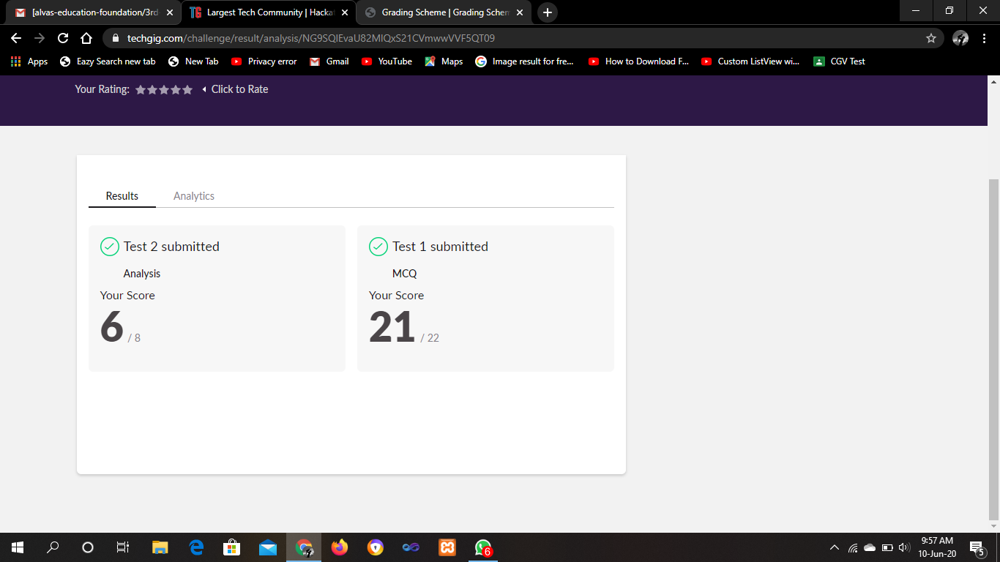 [alvas-education-foundation/3rd
Largest Tech Community | Hacka
Grading Scheme | Grading Schem
techgig.com/challenge/result/analysis/
Apps
Eazy Search new tab
New Tab
Privacy error
Gmail
YouTube
Maps
Image result for fre...
How to Download F...
Custom ListView wi...
CGV Test
Your Rating:
Click to Rate
Results
Analytics
Test 2 submitted
Analysis
Your Score
6 / 8
Test 1 submitted
MCQ
Your Score
21 / 22
6
9:57 AM
10-Jun-20
5